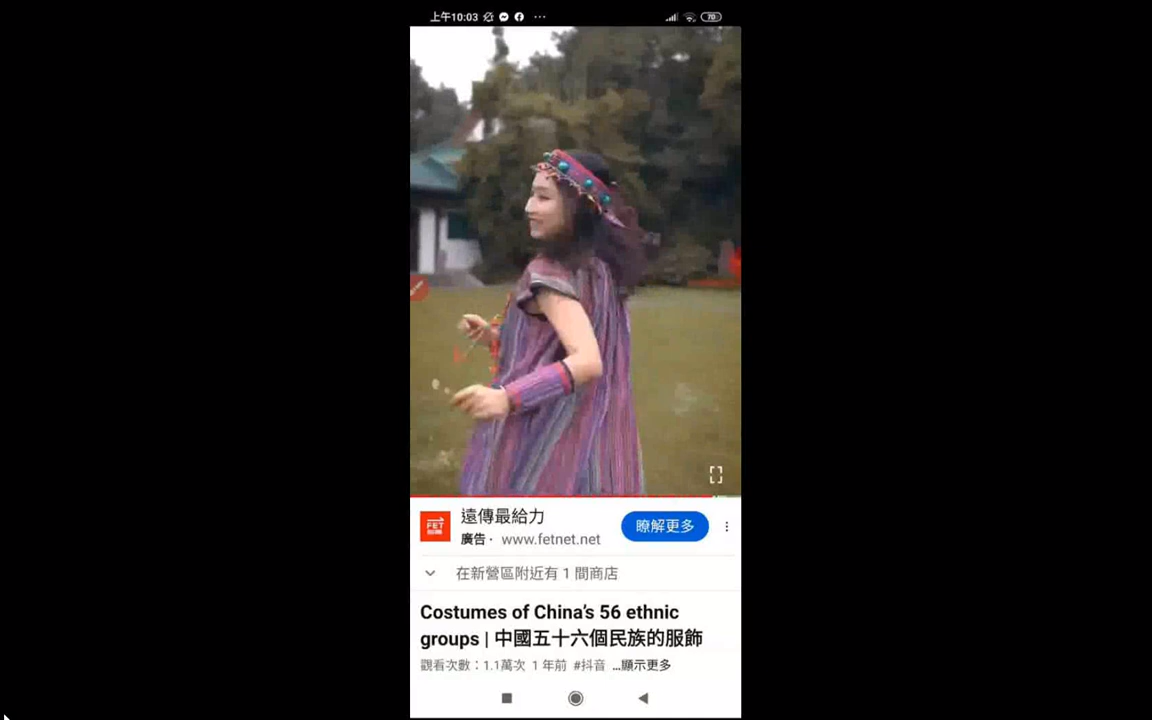 上午10:03
70
遠傳最給力
FET
廣告 · www.fetnet.net
瞭解更多
在新營區附近有 1 間商店
Costumes of China's 56 ethnic
groups | 中國五十六個民族的服飾
觀看次數：1.1萬次 1 年前 #抖音 ...顯示更多